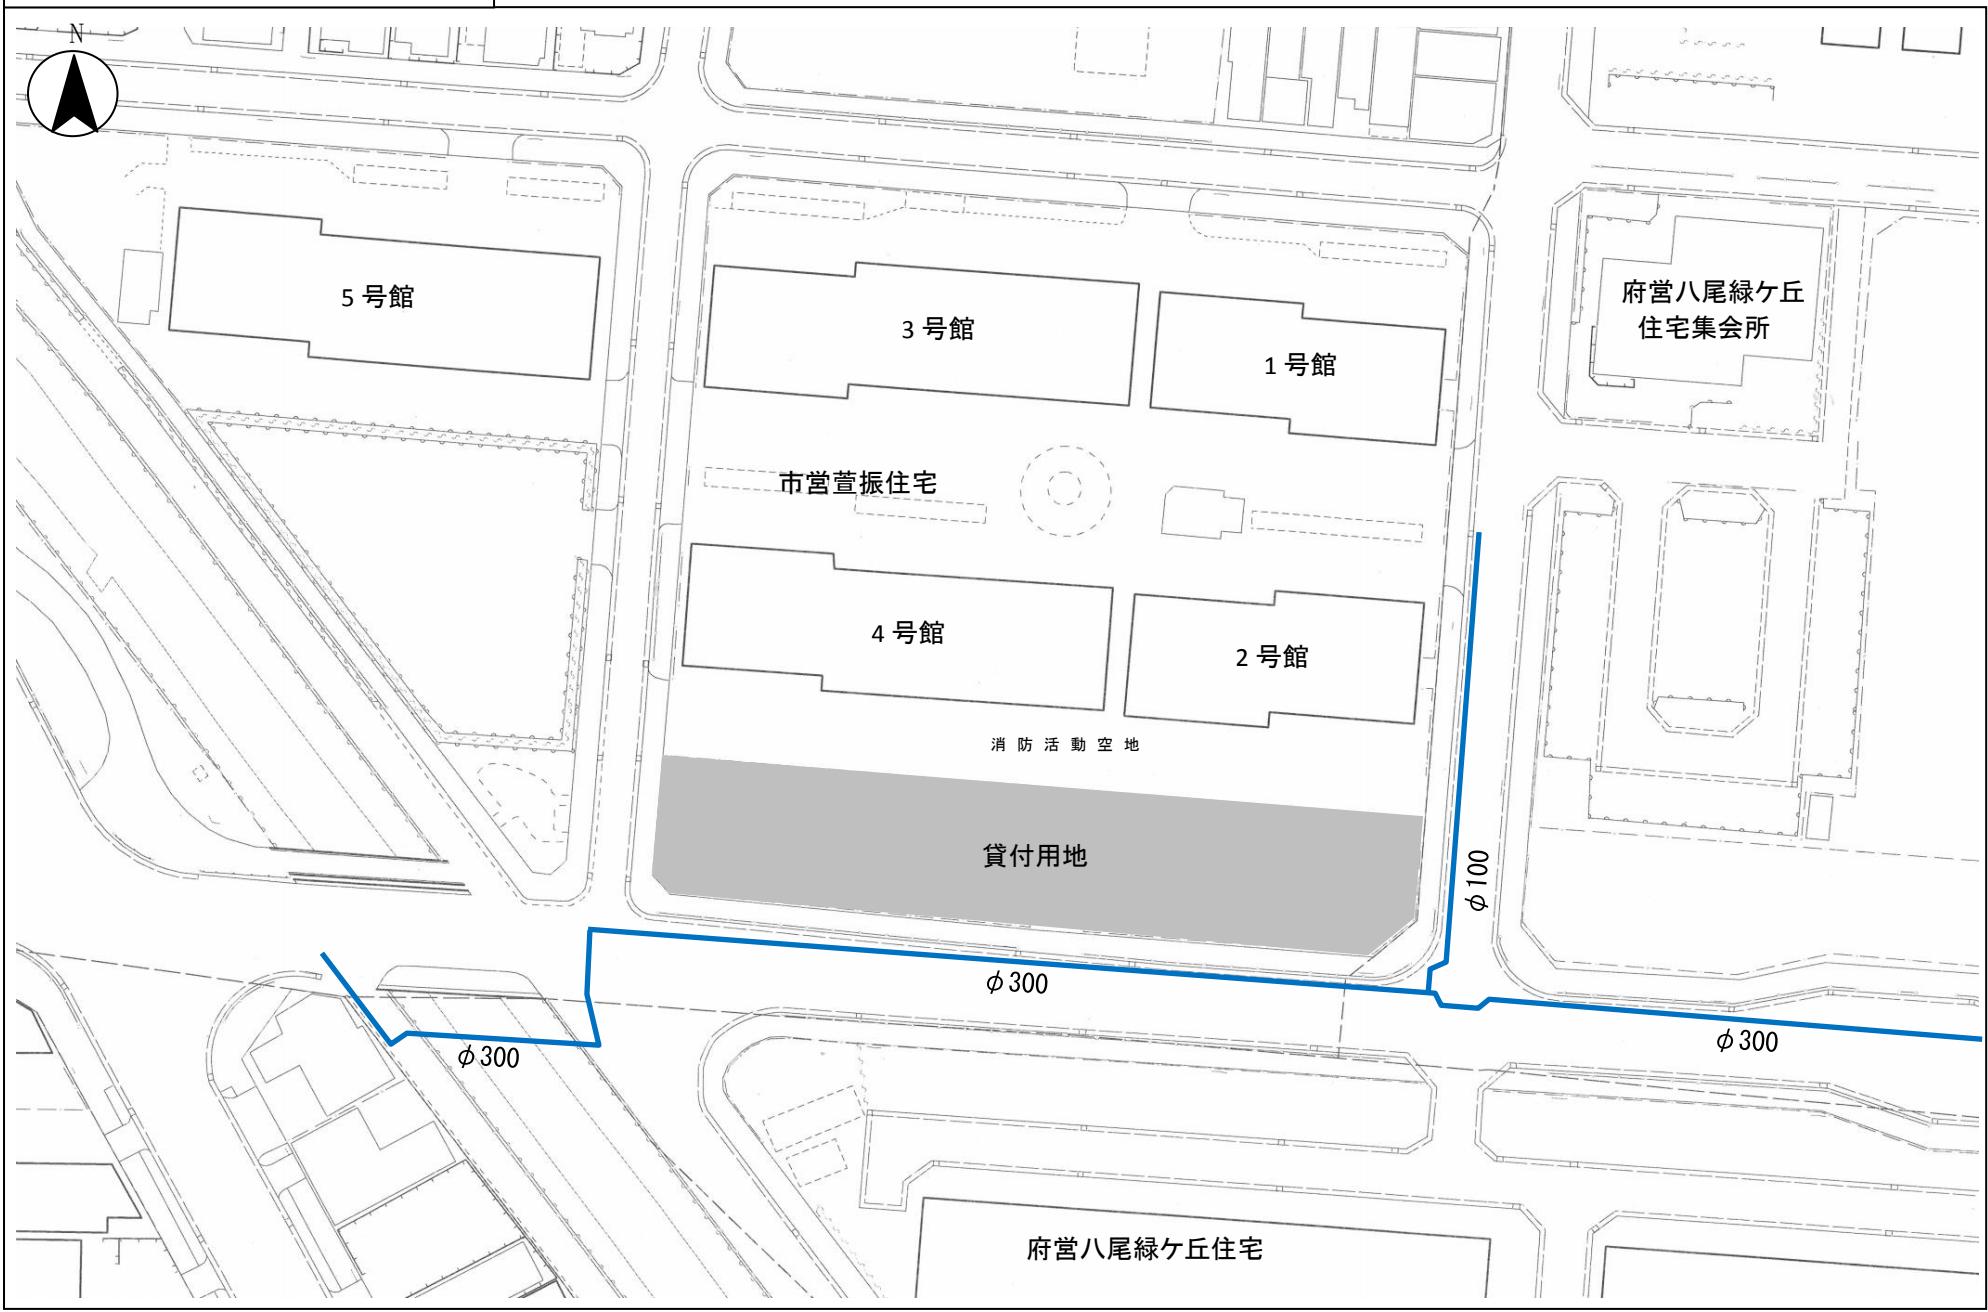 N
5 号館
3 号館
1 号館
府営八尾緑ケ丘
住宅集会所
市営萱振住宅
4 号館
2 号館
消防活動空地
貸付用地
φ100
φ300
φ300
φ300
府営八尾緑ケ丘住宅